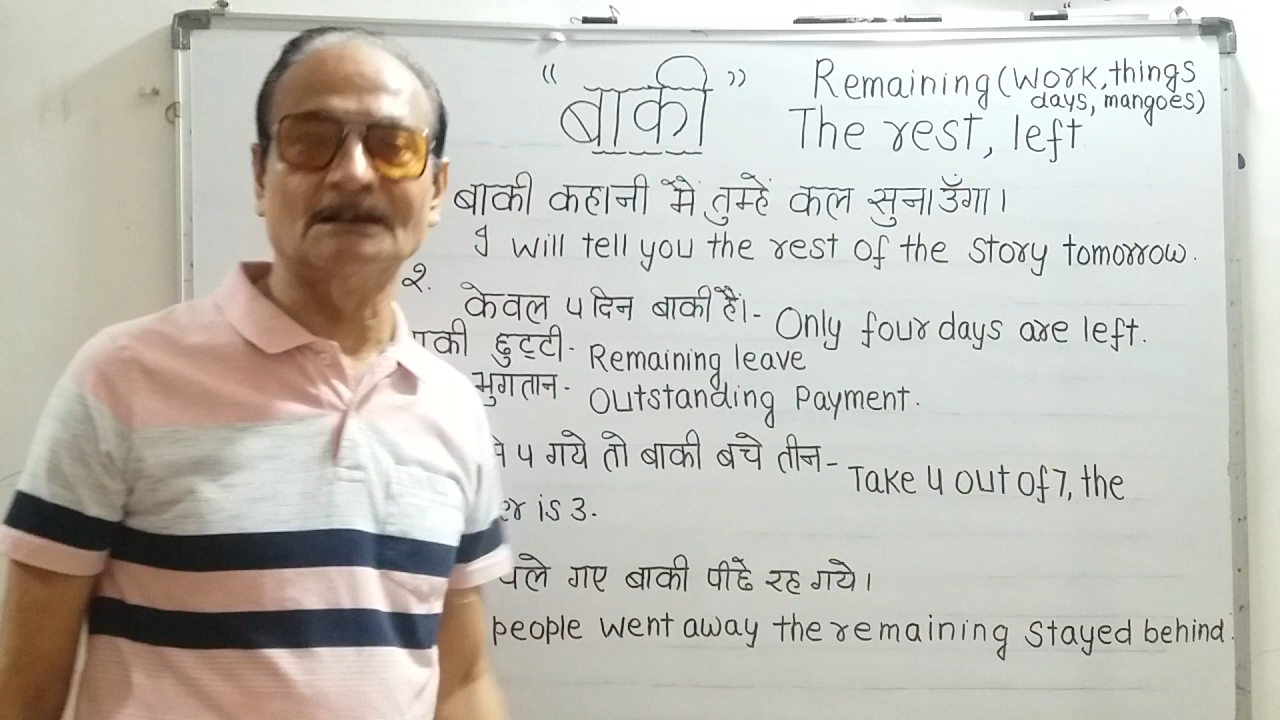 "बाकी" Remaining (work, things
days, mangoes)
The rest, left
बाकी कहानी मैं तुम्हें कल सुनाउँगा।
I will tell you the rest of the story tomorrow.
२.
केवल 4 दिन बाकी हैं।- Only four days are left.
छुट्टी- Remaining leave
भुगतान- Outstanding Payment.
4 गये तो बाकी बचे तीन- Take 4 out of 7, the
is 3.
गए बाकी पीछे रह गये।
people went away the remaining stayed behind.